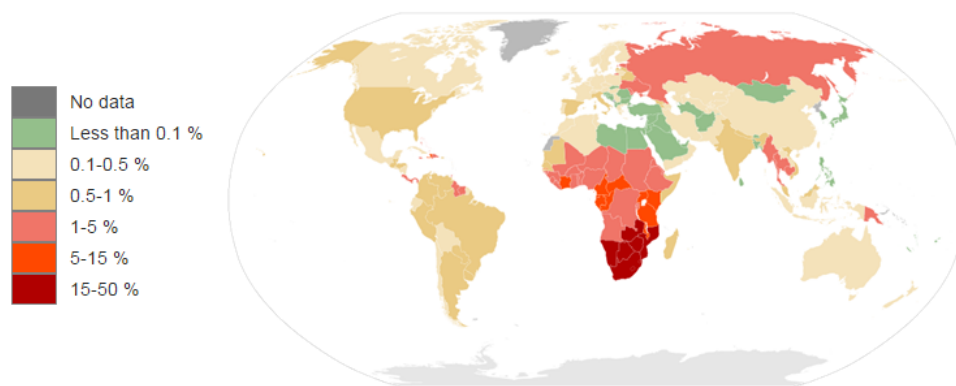 No data
Less than 0.1 %
0.1-0.5 %
0.5-1 %
1-5 %
5-15 %
15-50 %